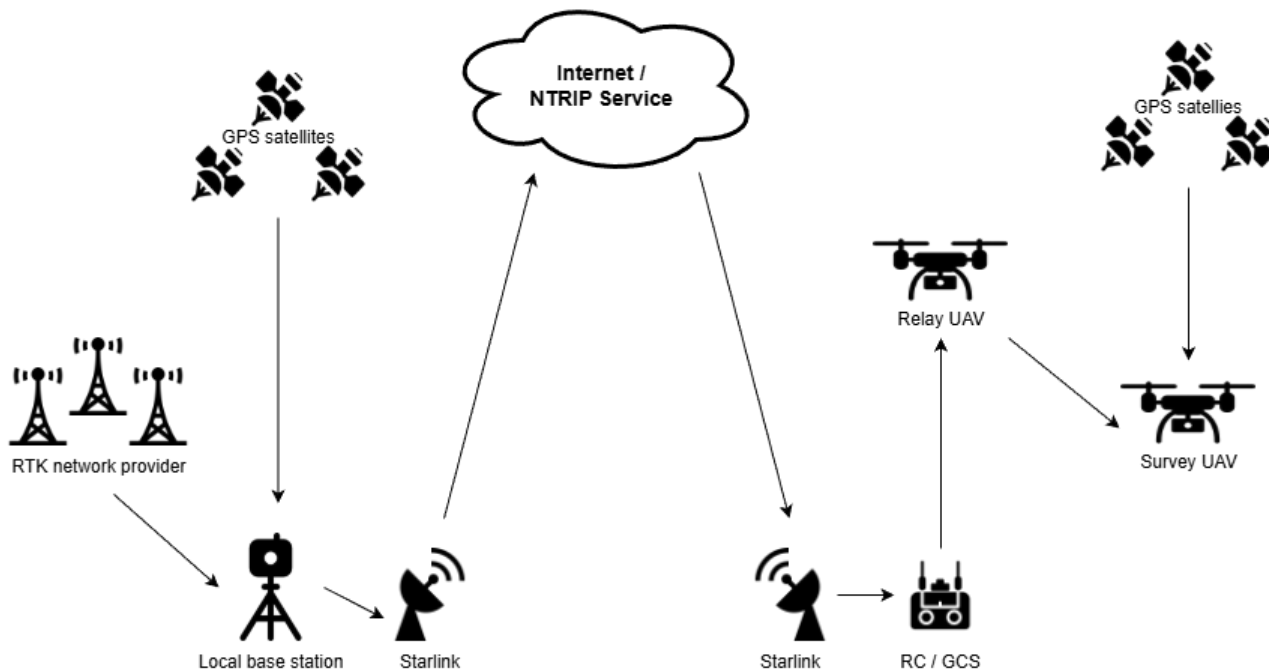 Internet /
NTRIP Service
GPS satellites
GPS satellies
Relay UAV
RTK network provider
Survey UAV
Local base station
Starlink
Starlink
RC / GCS